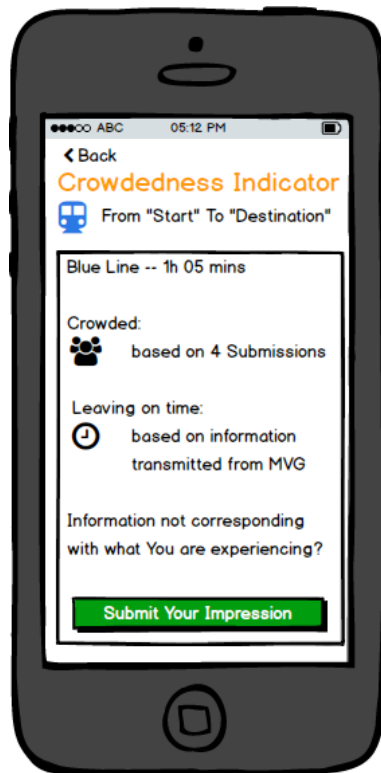 ABC 05:12 PM
Back
Crowdedness Indicator
From "Start" To "Destination"
Blue Line -- 1h 05 mins
Crowded:
based on 4 Submissions
Leaving on time:
based on information
transmitted from MVG
Information not corresponding
with what You are experiencing?
Submit Your Impression